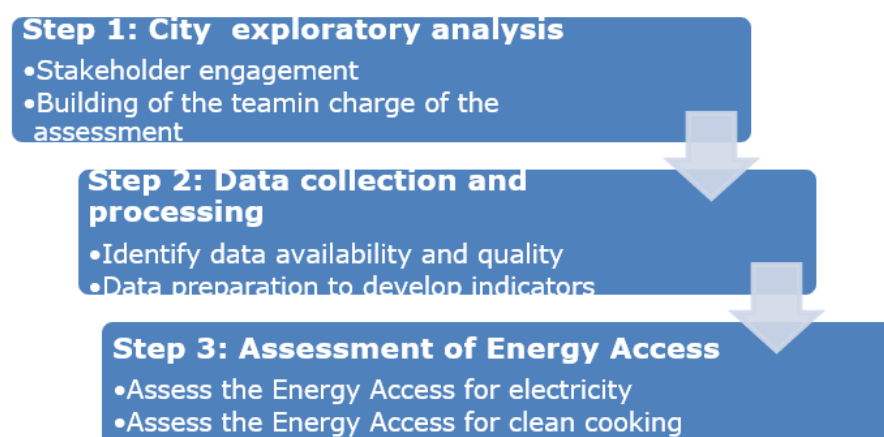 Step 1: City  exploratory analysis
•Stakeholder engagement
•Building of the teamin charge of the
assessment
Step 2: Data collection and
processing
•Identify data availability and quality
•Data preparation to develop indicators
Step 3: Assessment of Energy Access
•Assess the Energy Access for electricity
•Assess the Energy Access for clean cooking